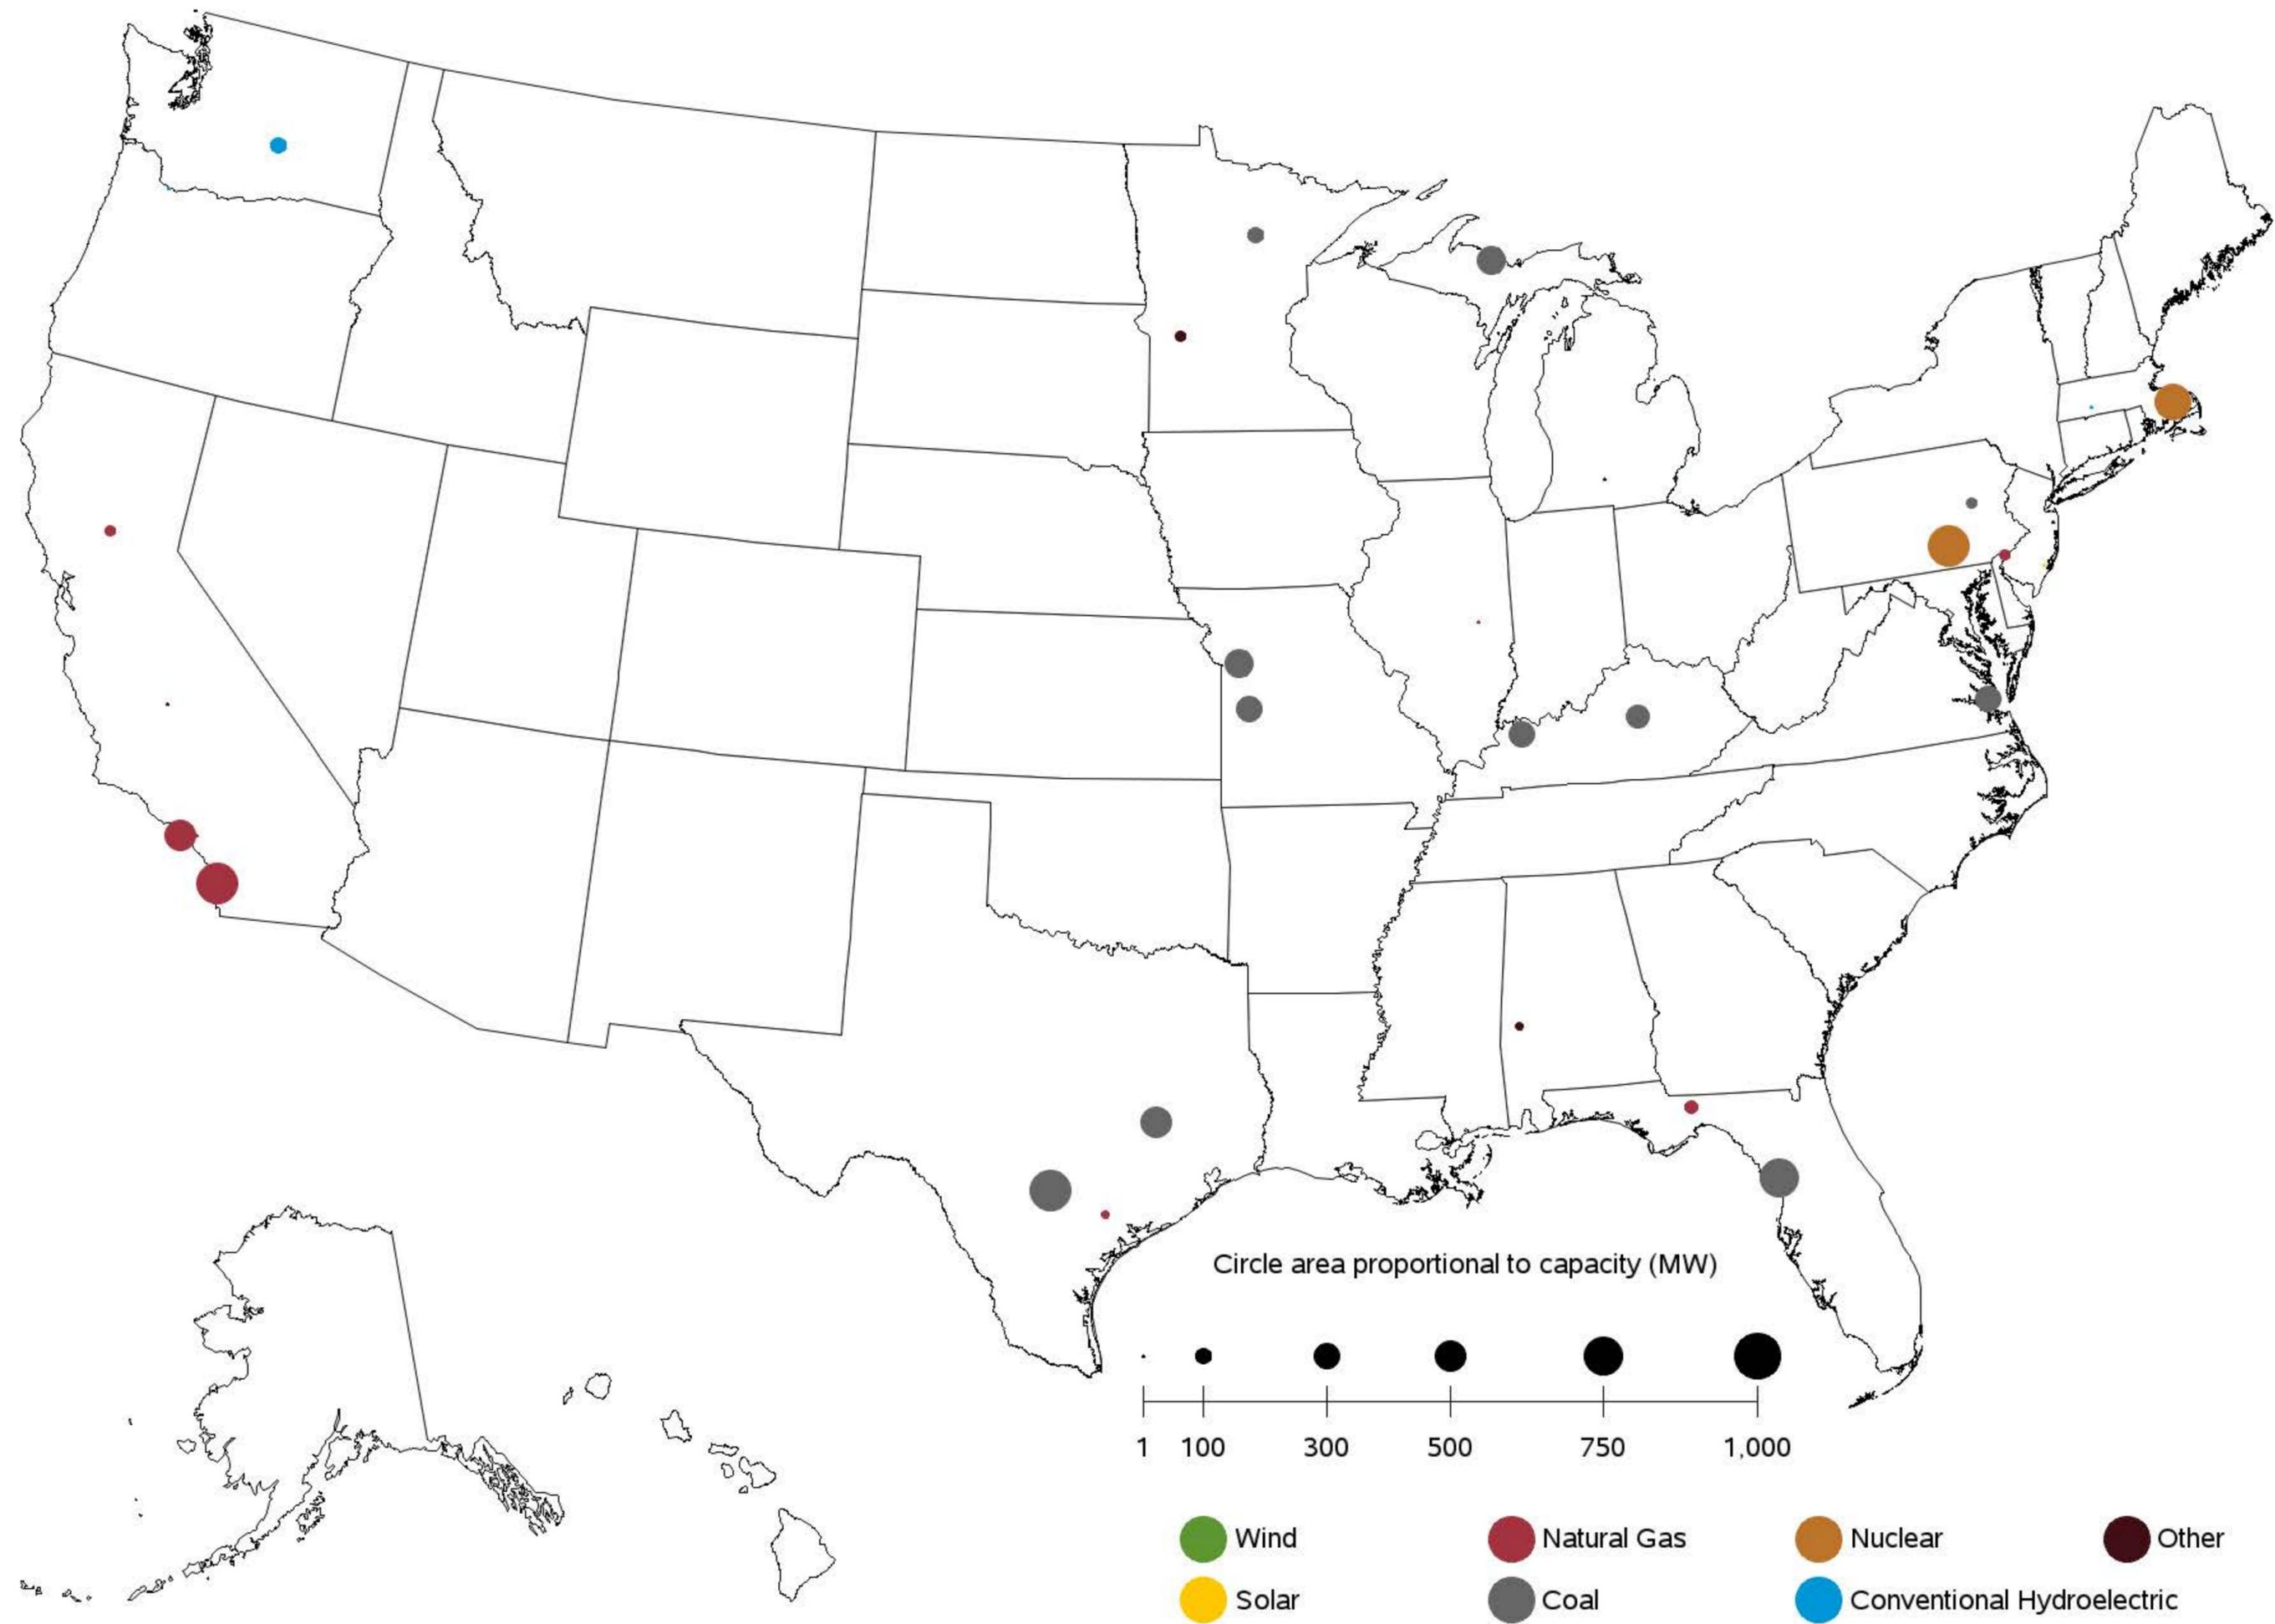 Circle area proportional to capacity (MW)
1 100 300 500 750 1,000
Wind Natural Gas Nuclear Other
Solar Coal Conventional Hydroelectric